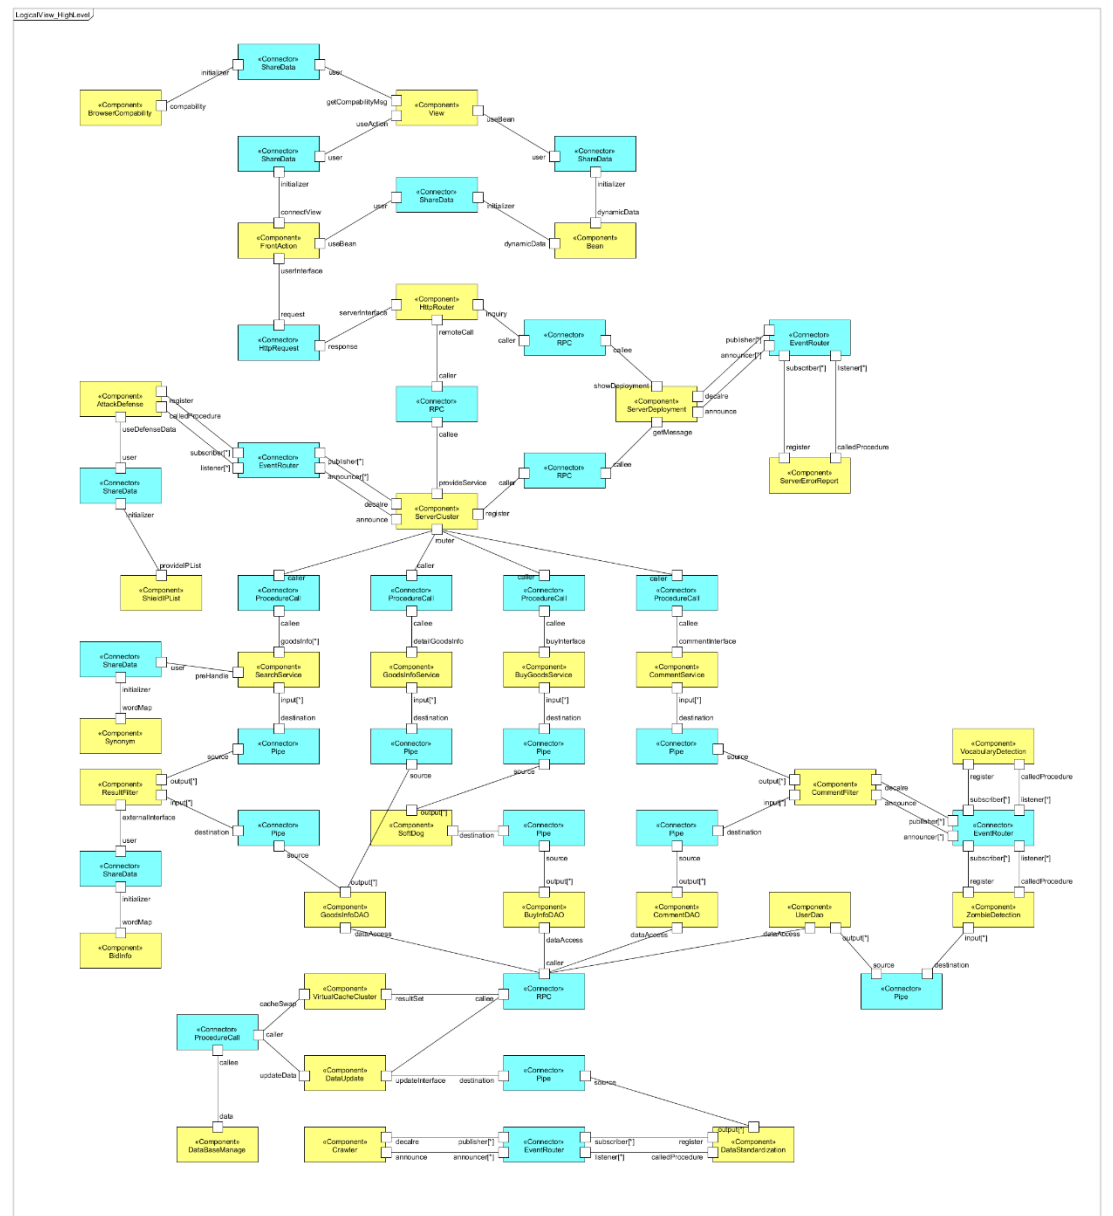 LogicalView_HighLevel
«Connector»
ShareData
initializer
user
«Component»
BrowserCompability
compability
getCompabilityMsg
«Component»
View
useAction
useBean
«Connector»
ShareData
user
user
«Connector»
ShareData
initializer
initializer
«Connector»
ShareData
user
initializer
connectView
dynamicData
«Component»
FrontAction
useBean
dynamicData
«Component»
Bean
userInterface
«Component»
HttpRouter
serverInterface
inquiry
request
remoteCall
«Connector»
HttpRequest
response
caller
«Connector»
RPC
callee
publisher[*]
announcer[*]
«Connector»
EventRouter
subscriber[*]
listener[*]
caller
«Connector»
RPC
callee
showDeployment
«Component»
ServerDeployment
decalre
announce
getMessage
«Component»
AttackDefense
register
calledProcedure
useDefenseData
subscriber[*]
listener[*]
«Connector»
EventRouter
publisher[*]
announcer[*]
user
«Connector»
ShareData
initializer
caller
«Connector»
RPC
callee
register
calledProcedure
«Component»
ServerErrorReport
provideService
decalre
announce
«Component»
ServerCluster
register
router
provideIPList
«Component»
ShieldIPList
caller
«Connector»
ProcedureCall
callee
caller
«Connector»
ProcedureCall
callee
caller
«Connector»
ProcedureCall
callee
caller
«Connector»
ProcedureCall
callee
goodsInfo[*]
detailGoodsInfo
buyInterface
commentInterface
«Connector»
ShareData
user
preHandle
«Component»
SearchService
«Component»
GoodsInfoService
«Component»
BuyGoodsService
«Component»
CommentService
initializer
input[*]
input[*]
input[*]
input[*]
wordMap
«Component»
Synonym
destination
destination
destination
destination
«Connector»
Pipe
source
«Connector»
Pipe
source
«Connector»
Pipe
source
«Connector»
Pipe
source
«Component»
VocabularyDetection
register
calledProcedure
«Component»
ResultFilter
output[*]
input[*]
externalInterface
output[*]
input[*]
«Component»
CommentFilter
decalre
announce
subscriber[*]
listener[*]
publisher[*]
announcer[*]
«Connector»
EventRouter
subscriber[*]
listener[*]
destination
«Connector»
Pipe
source
output[*]
«Component»
SoftDog
destination
«Connector»
Pipe
source
«Connector»
Pipe
destination
source
user
«Connector»
ShareData
initializer
register
calledProcedure
output[*]
output[*]
output[*]
«Component»
GoodsInfoDAO
dataAccess
«Component»
BuyInfoDAO
dataAccess
«Component»
CommentDAO
dataAccess
«Component»
UserDao
dataAccess
output[*]
«Component»
ZombieDetection
input[*]
wordMap
«Component»
BidInfo
caller
source
destination
«Connector»
Pipe
cacheSwap
«Component»
VirtualCacheCluster
resultSet
callee
«Connector»
RPC
«Connector»
ProcedureCall
caller
callee
updateData
«Component»
DataUpdate
updateInterface
destination
«Connector»
Pipe
source
data
«Component»
DataBaseManage
«Component»
Crawler
decalre
announce
publisher[*]
announcer[*]
«Connector»
EventRouter
subscriber[*]
listener[*]
register
calledProcedure
output[*]
«Component»
DataStandardization